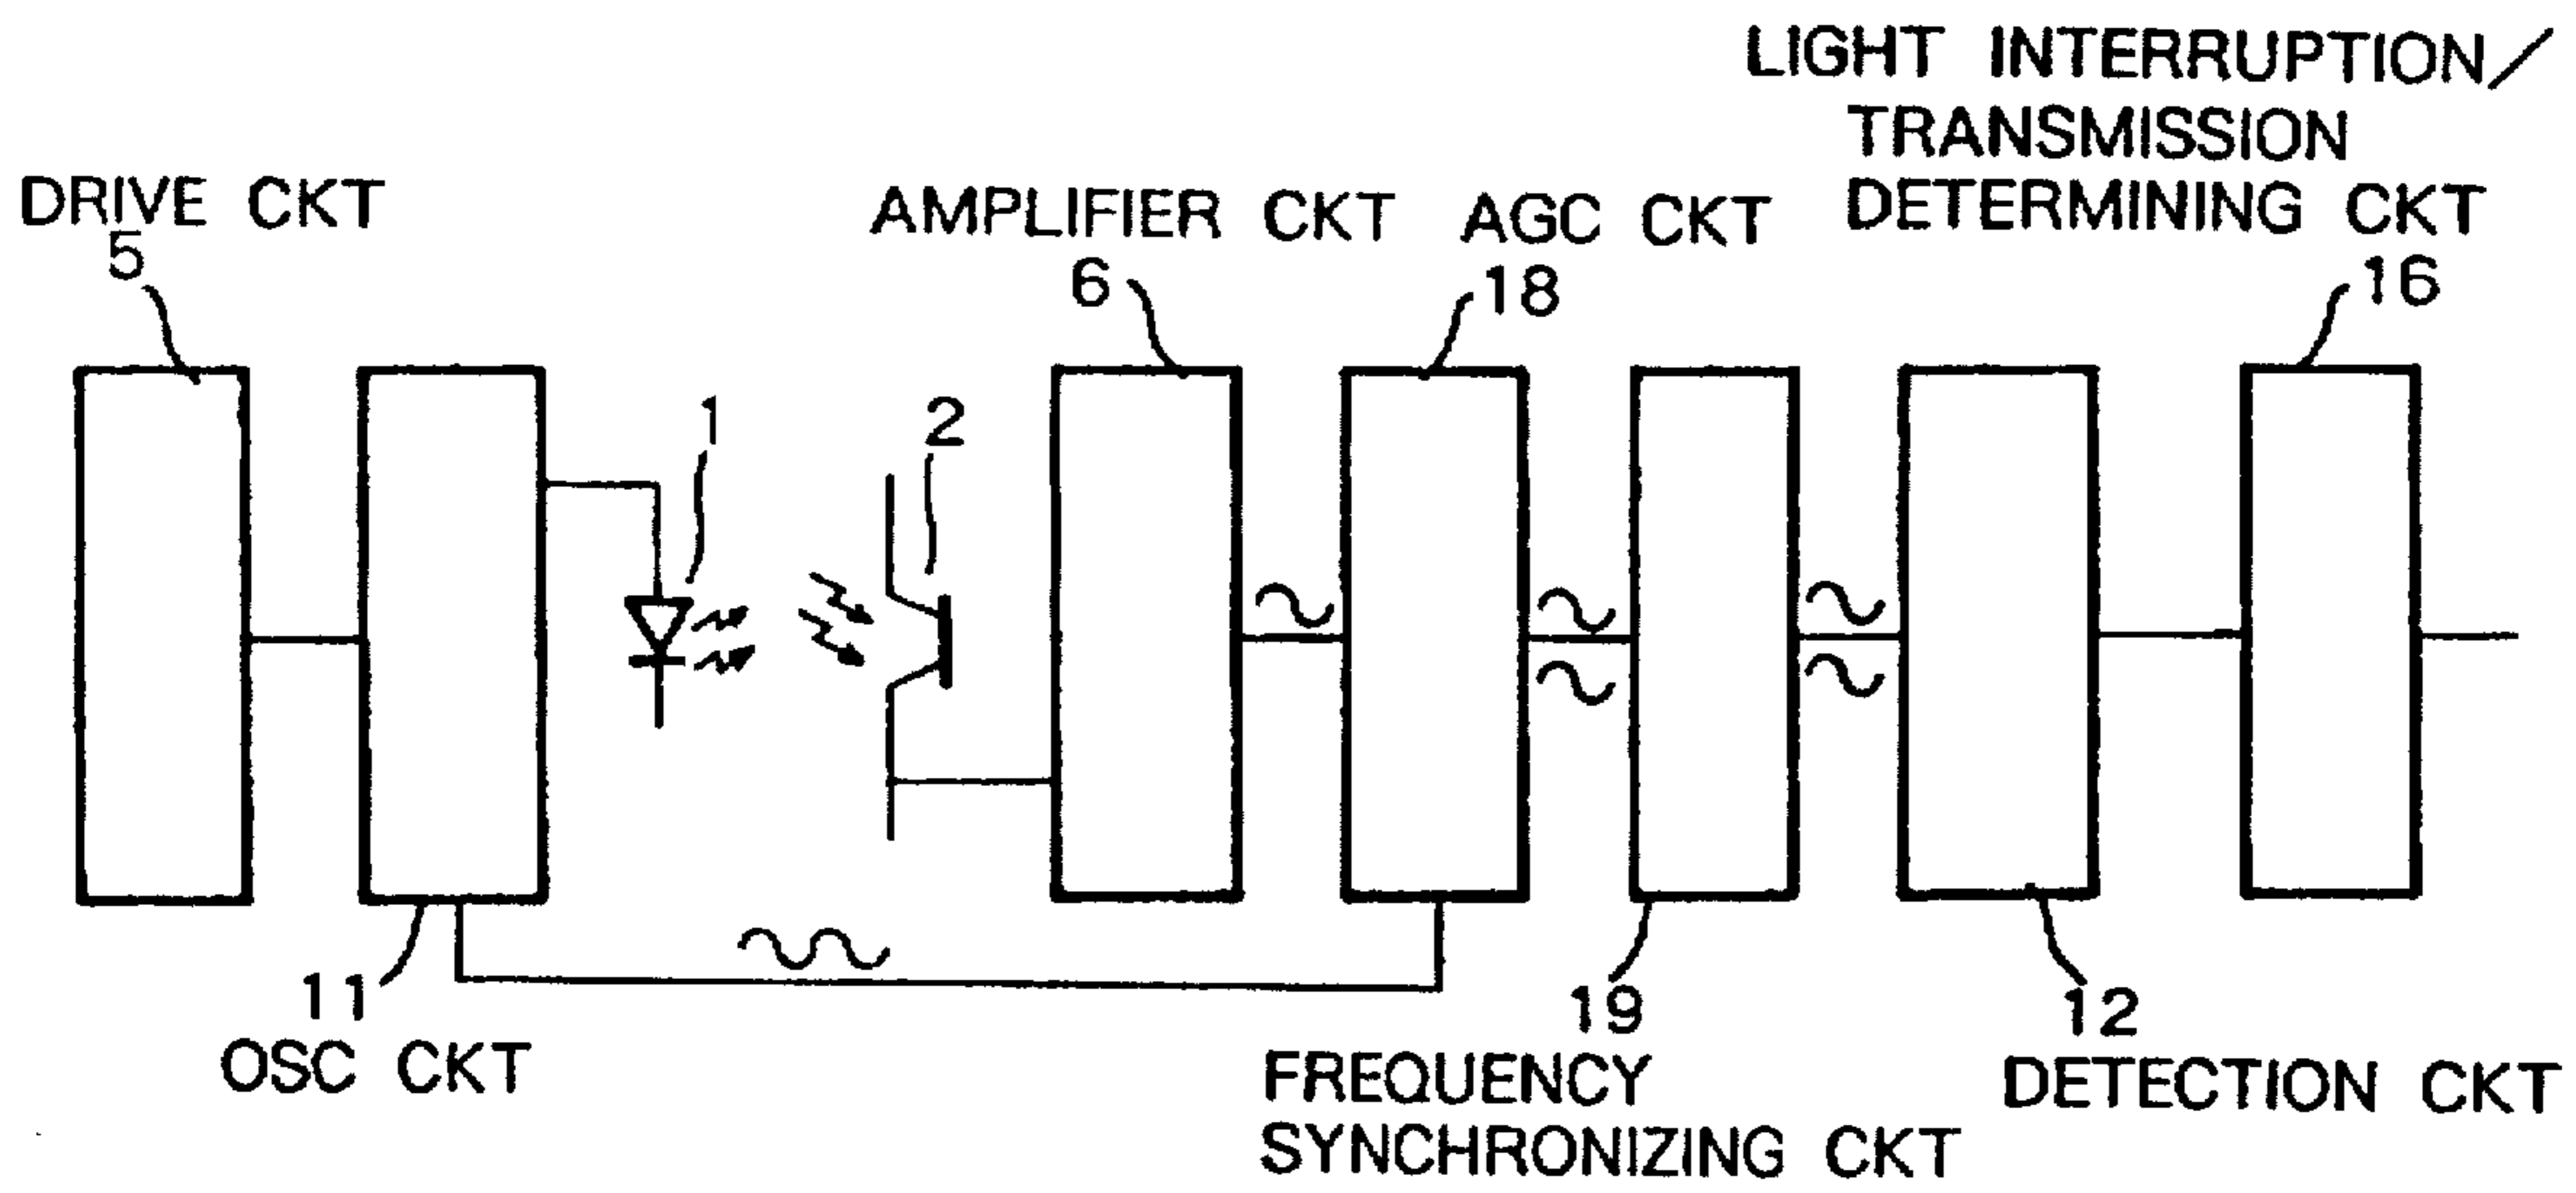 LIGHT INTERRUPTION/
TRANSMISSION
DETERMINING CKT
16
DRIVE CKT
5
AMPLIFIER CKT
6
AGC CKT
18
1
2
11
OSC CKT
19
FREQUENCY
SYNCHRONIZING CKT
12
DETECTION CKT